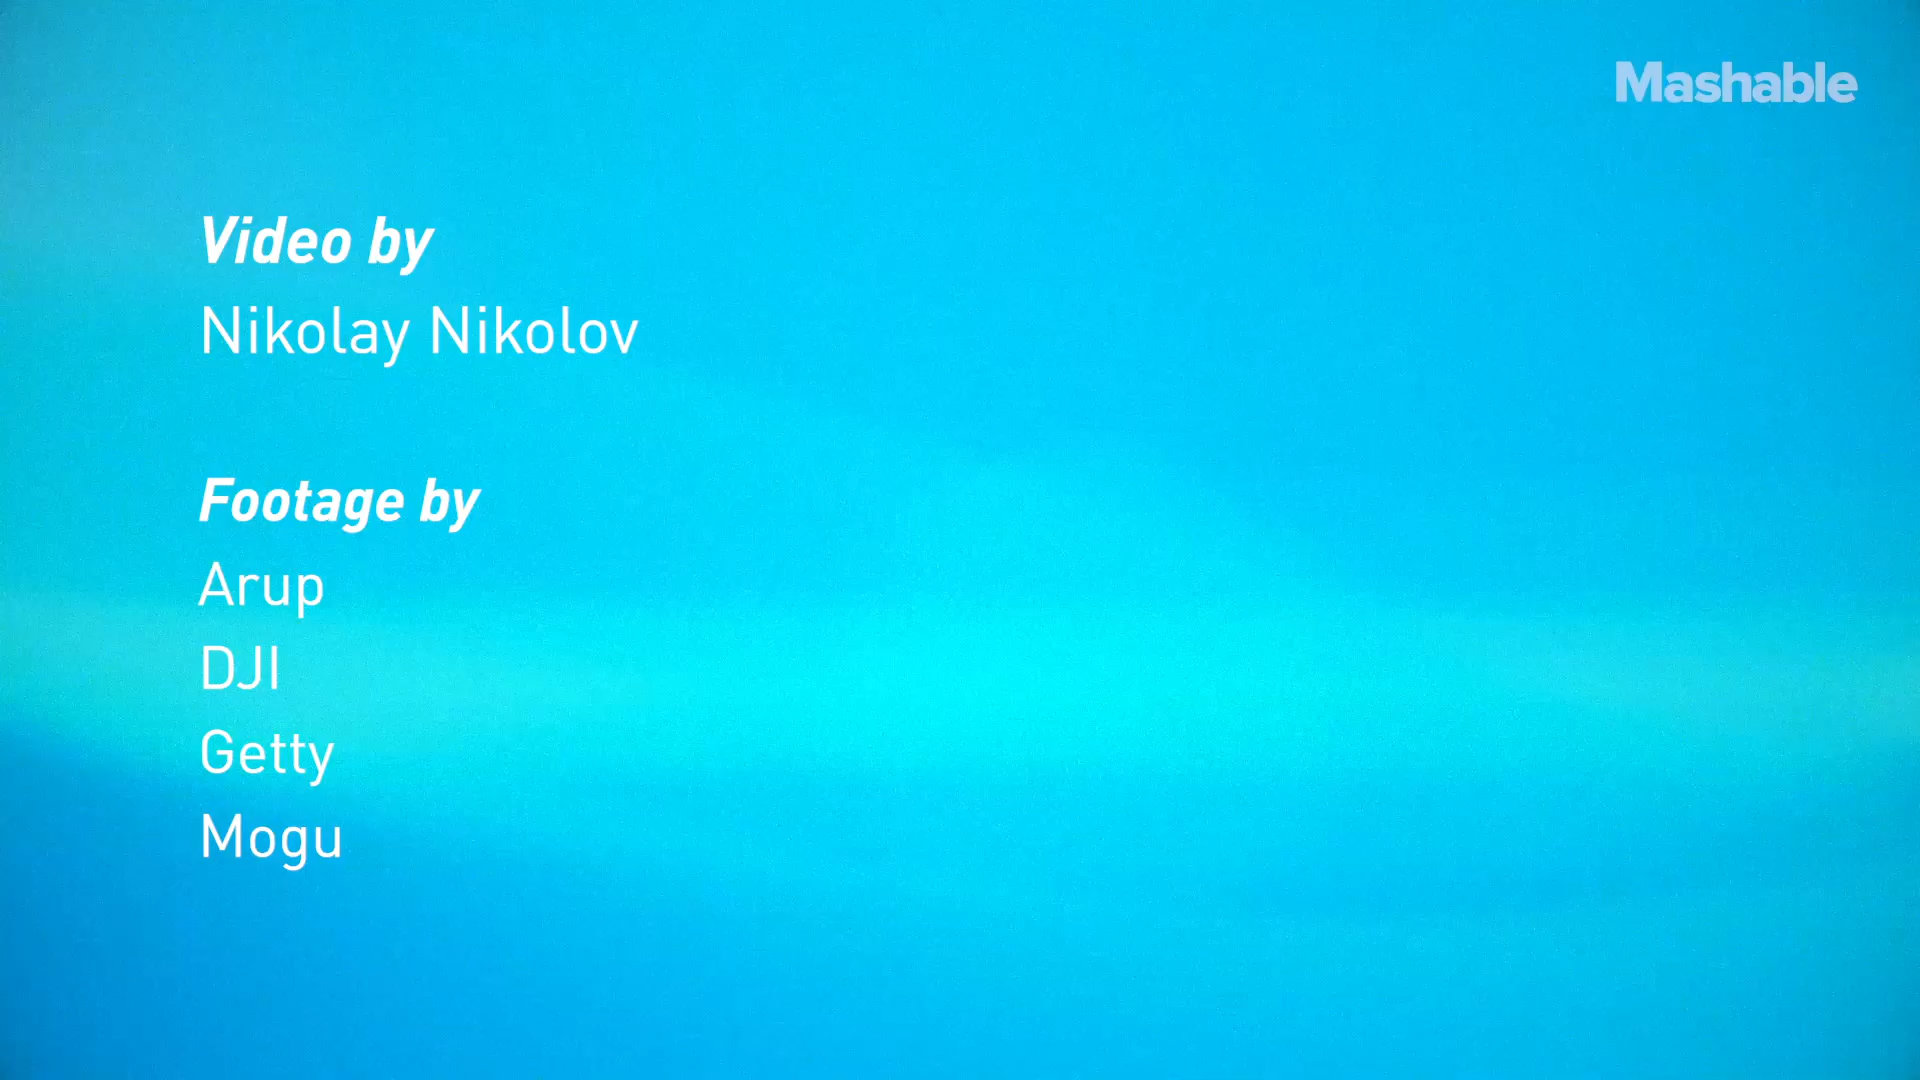 Mashable
Video by
Nikolay Nikolov
Footage by
Arup
DJI
Getty
Mogu